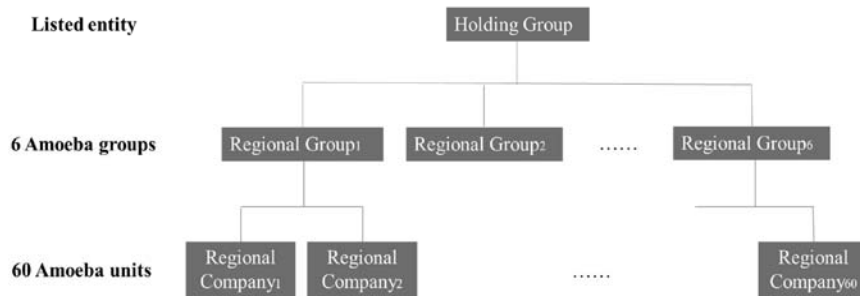 Listed entity
Holding Group
6 Amoeba groups
Regional Group1
Regional Group2
......
Regional Group6
60 Amoeba units
Regional
Company1
Regional
Company2
......
Regional
Company60